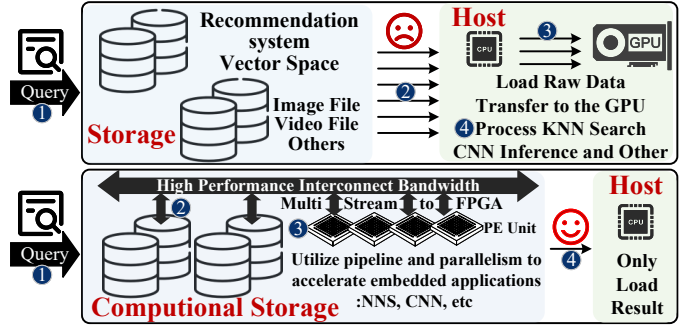 Recommendation
system
Vector Space
Image File
Video File
Others
Storage
Query
1
2
Host
CPU
3
GPU
Load Raw Data
Transfer to the GPU
4 Process KNN Search
CNN Inference and Other
High Performance Interconnect Bandwidth
2
Multi Stream to FPGA
3
PE Unit
Query
1
Utilize pipeline and parallelism to
accelerate embedded applications
:NNS, CNN, etc
Computional Storage
4
Host
CPU
Only
Load
Result